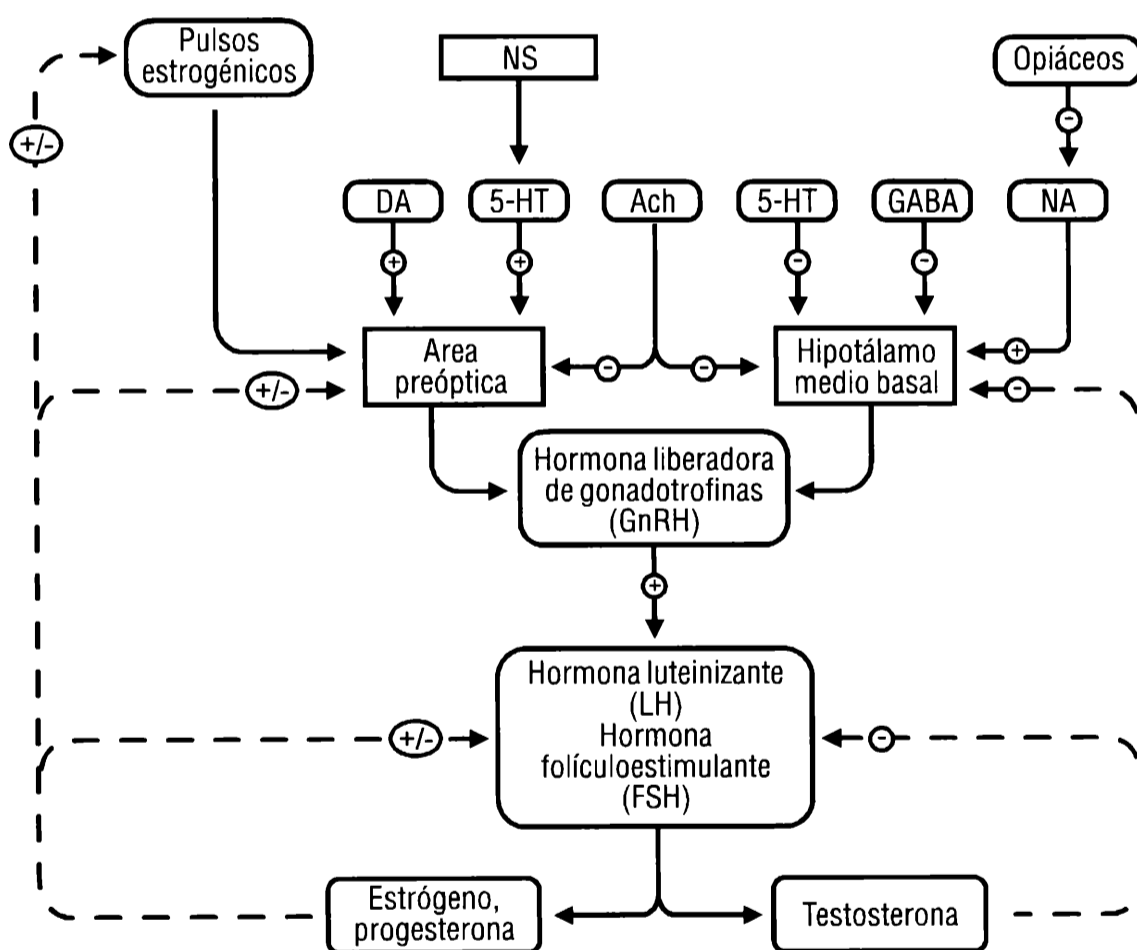 Pulsos
estrogénicos
NS
Opiáceos
+/-
-
DA
5-HT
Ach
5-HT
GABA
NA
+
+
-
-
Area
preóptica
-
-
Hipotálamo
medio basal
+
+/-
-
Hormona liberadora
de gonadotrofinas
(GnRH)
+
Hormona luteinizante
(LH)
Hormona
folículoestimulante
(FSH)
+/-
-
Estrógeno,
progesterona
Testosterona